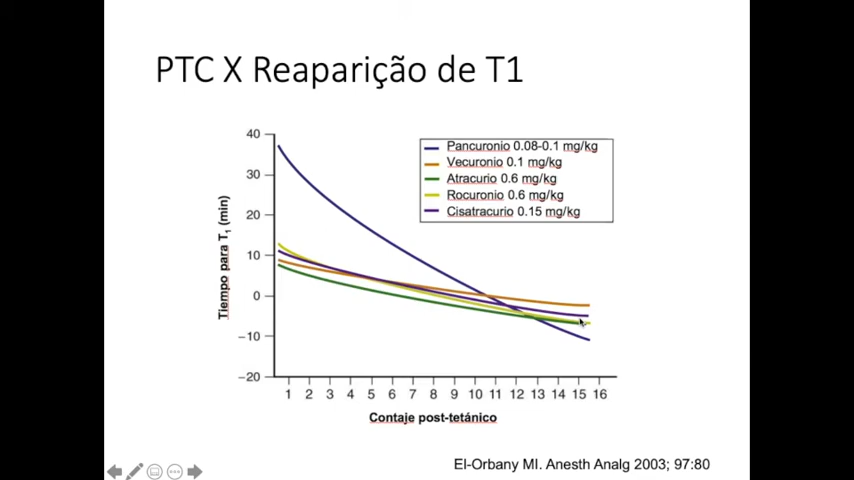 PTC X Reaparição de T1
40
30
20
10
0
−10
−20
Tiempo para T1 (min)
Pancuronio 0.08-0.1 mg/kg
Vecuronio 0.1 mg/kg
Atracurio 0.6 mg/kg
Rocuronio 0.6 mg/kg
Cisatracurio 0.15 mg/kg
1 2 3 4 5 6 7 8 9 10 11 12 13 14 15 16
Contaje post-tetánico
El-Orbany MI. Anesth Analg 2003; 97:80